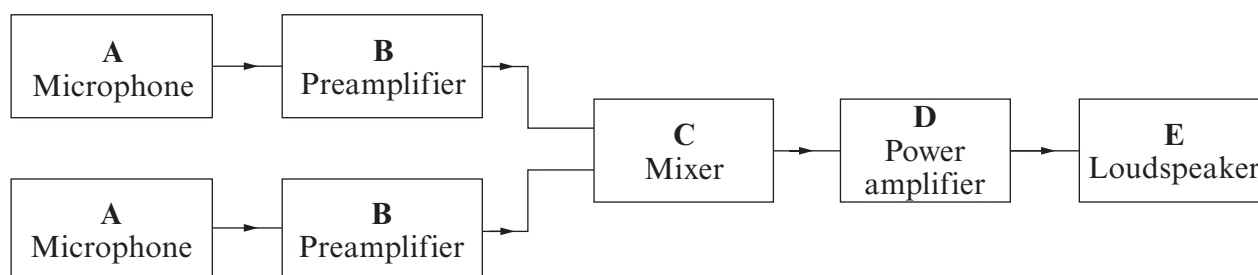 A
Microphone
B
Preamplifier
A
Microphone
B
Preamplifier
C
Mixer
D
Power
amplifier
E
Loudspeaker